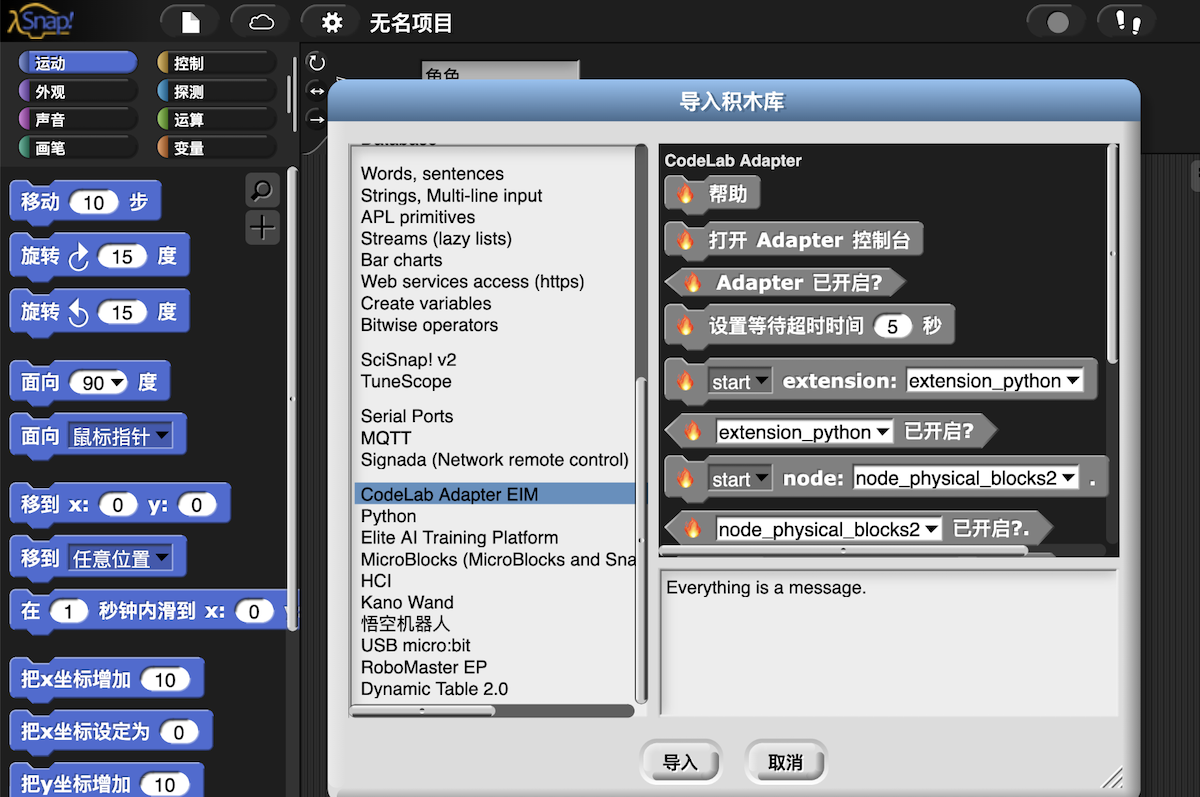 Snap!
无名项目
运动
控制
外观
探测
声音
运算
画笔
变量
移动 10 步
旋转 15 度
旋转 15 度
面向 90 度
面向 鼠标指针
移到 x: 0 y: 0
移到 任意位置
在 1 秒钟内滑到 x: 0
把x坐标增加 10
把x坐标设定为 0
把y坐标增加 10
角色
导入积木库
Database
Words, sentences
Strings, Multi-line input
APL primitives
Streams (lazy lists)
Bar charts
Web services access (https)
Create variables
Bitwise operators
SciSnap! v2
TuneScope
Serial Ports
MQTT
Signada (Network remote control)
CodeLab Adapter EIM
Python
Elite AI Training Platform
MicroBlocks (MicroBlocks and Sna
HCI
Kano Wand
悟空机器人
USB micro:bit
RoboMaster EP
Dynamic Table 2.0
CodeLab Adapter
帮助
打开 Adapter 控制台
Adapter 已开启?
设置等待超时时间 5 秒
start extension: extension_python
extension_python 已开启?
start node: node_physical_blocks2 .
node_physical_blocks2 已开启?.
Everything is a message.
导入
取消